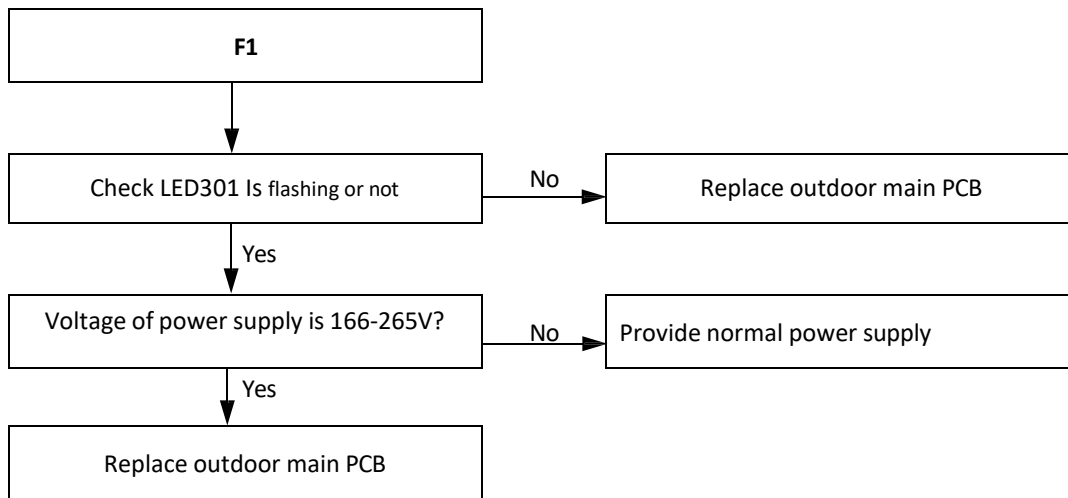 F1
Check LED301 Is flashing or not
No
Replace outdoor main PCB
Yes
Voltage of power supply is 166-265V?
No
Provide normal power supply
Yes
Replace outdoor main PCB